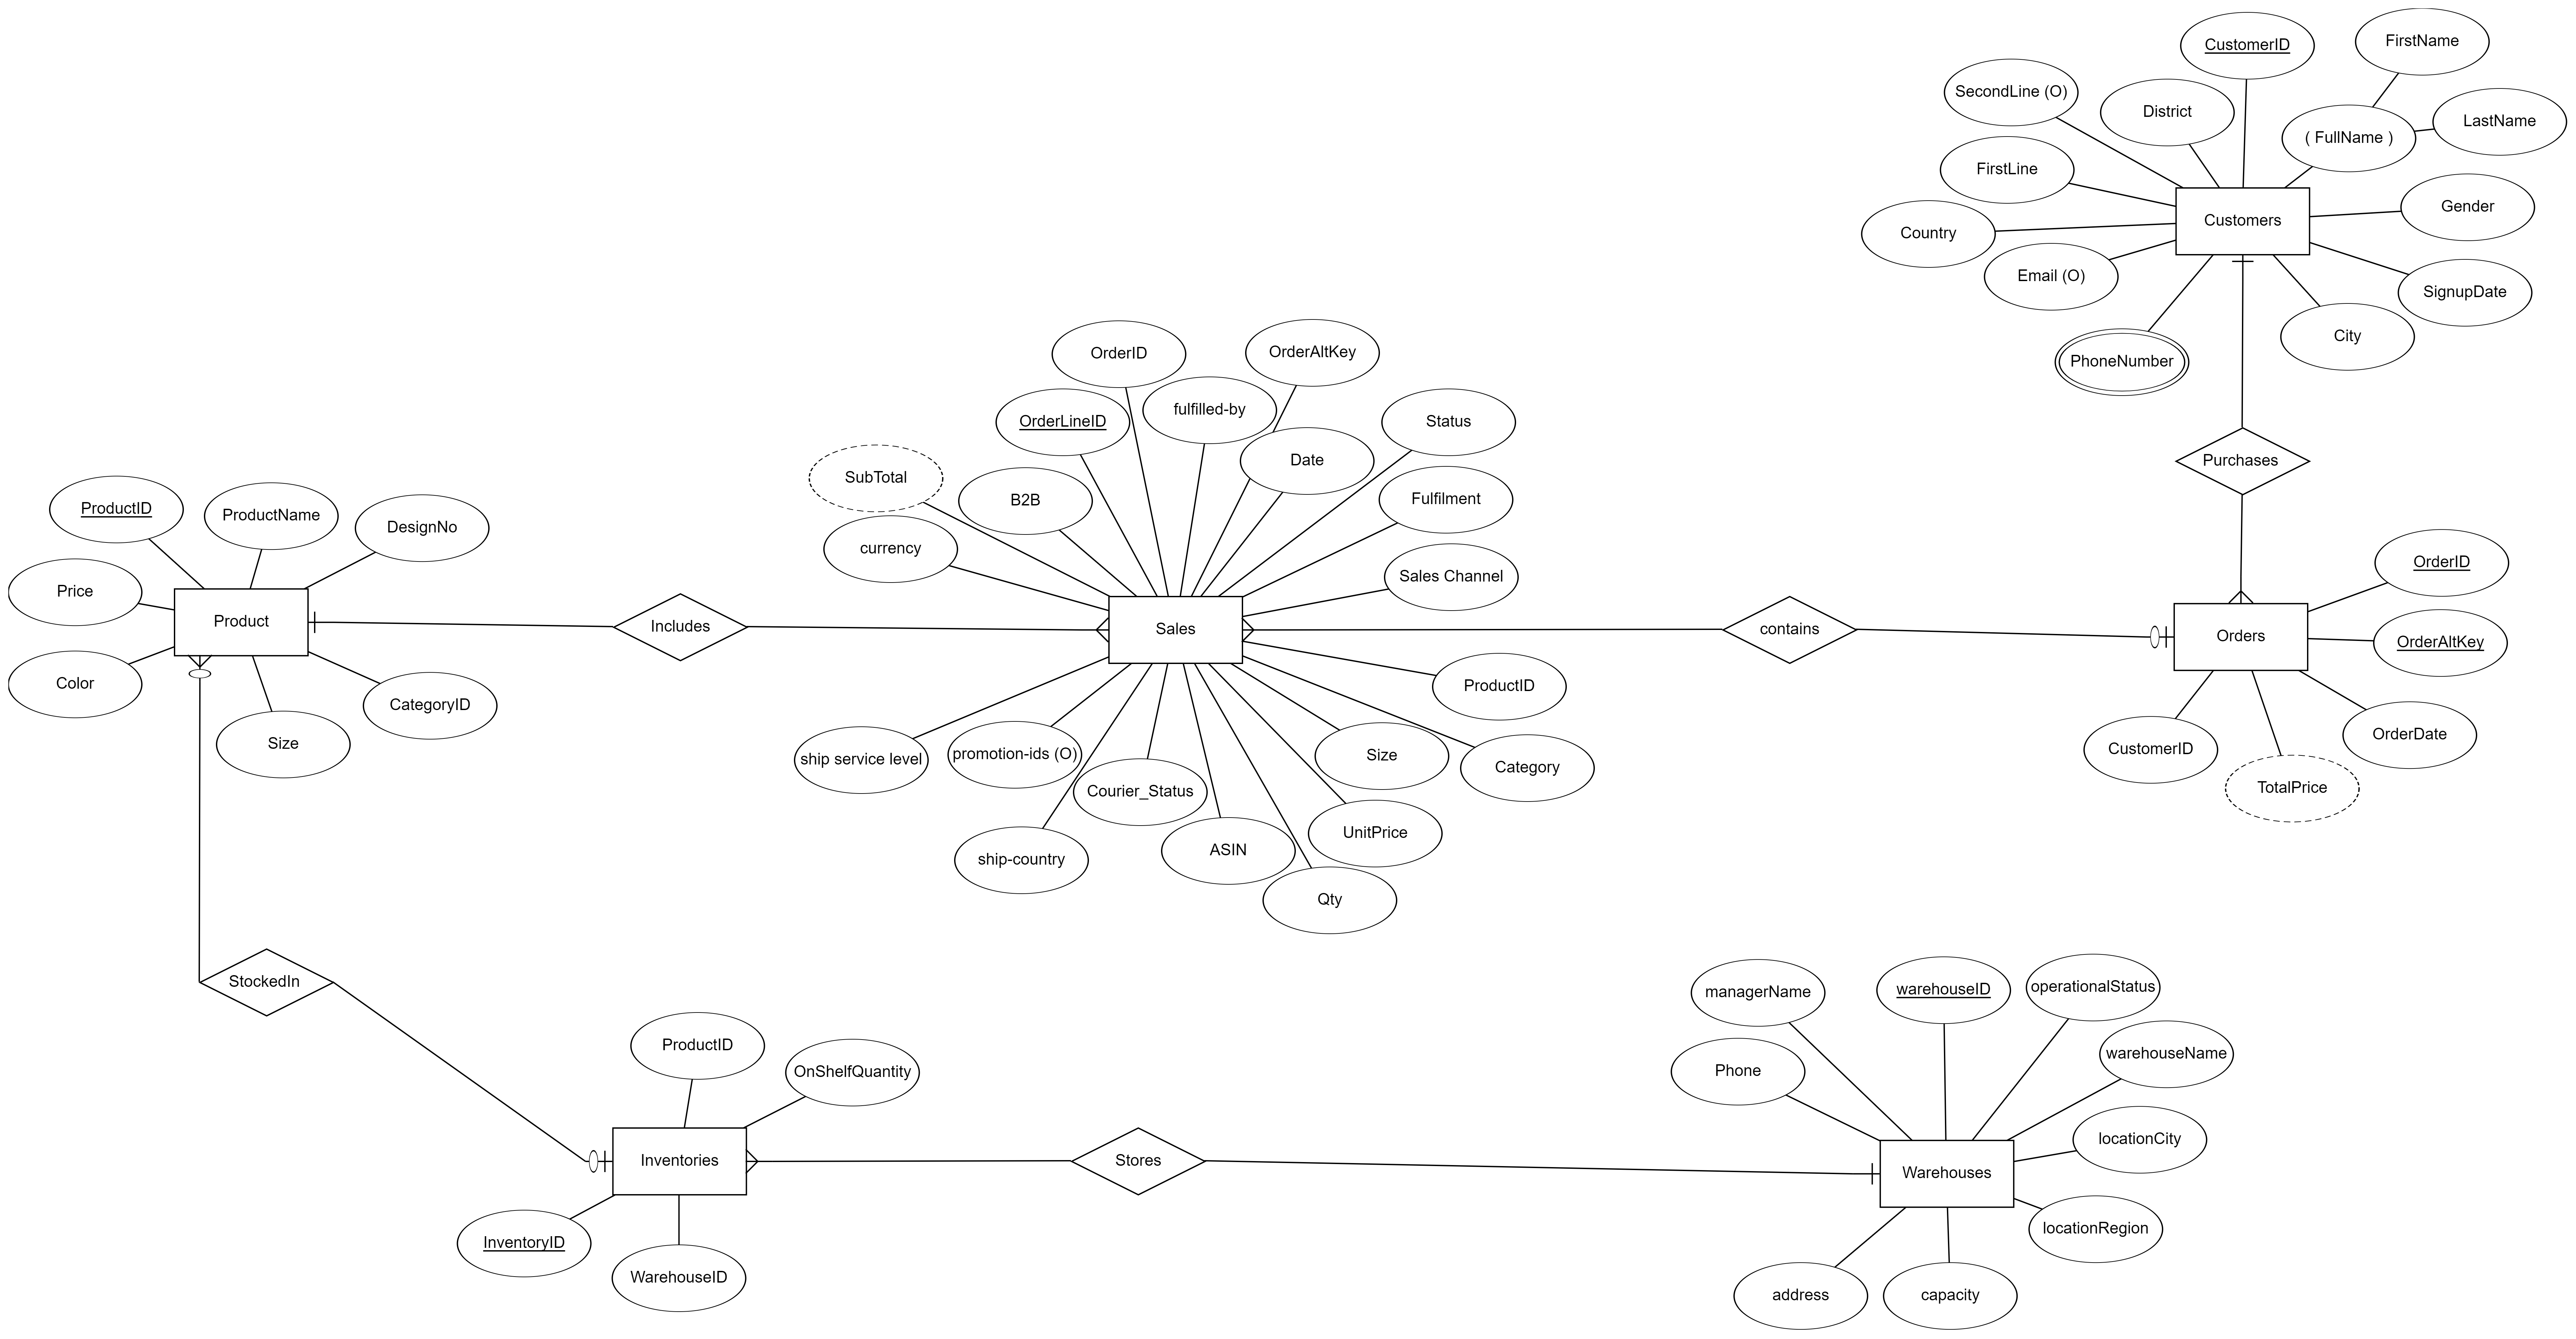 CustomerID
FirstName
SecondLine (O)
District
( FullName )
LastName
FirstLine
Gender
Country
Customers
Email (O)
SignupDate
PhoneNumber
City
Purchases
OrderID
OrderAltKey
OrderLineID
fulfilled-by
Status
SubTotal
B2B
Date
Fulfilment
currency
Sales Channel
ProductID
ProductName
DesignNo
Price
Product
Includes
Sales
contains
Orders
OrderID
OrderAltKey
Color
CategoryID
Size
ship service level
promotion-ids (O)
Courier_Status
ship-country
ASIN
Qty
UnitPrice
Size
Category
ProductID
CustomerID
TotalPrice
OrderDate
StockedIn
ProductID
OnShelfQuantity
Inventories
InventoryID
WarehouseID
Stores
managerName
warehouseID
operationalStatus
Phone
warehouseName
locationCity
Warehouses
locationRegion
address
capacity